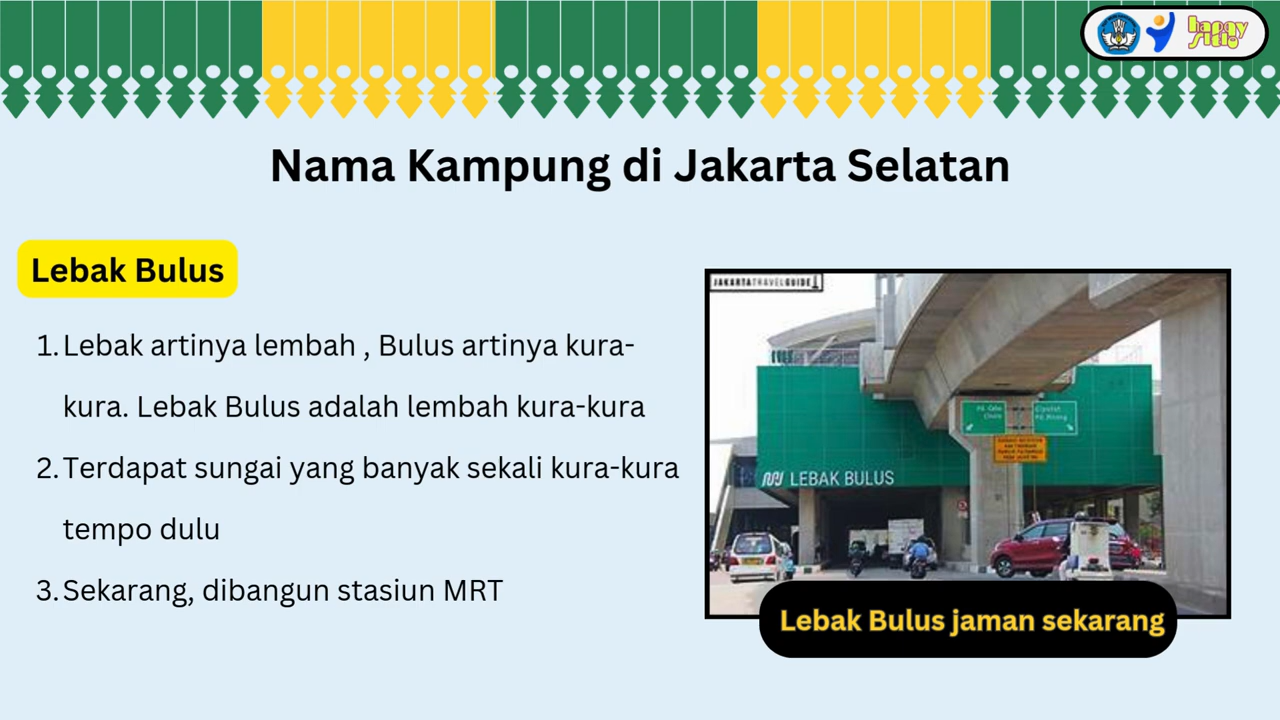 happy
Nama Kampung di Jakarta Selatan
Lebak Bulus
1. Lebak artinya lembah , Bulus artinya kura-
kura. Lebak Bulus adalah lembah kura-kura
2. Terdapat sungai yang banyak sekali kura-kura
tempo dulu
3. Sekarang, dibangun stasiun MRT
JAKARTATRAVELGUIDE
LEBAK BULUS
Lebak Bulus jaman sekarang